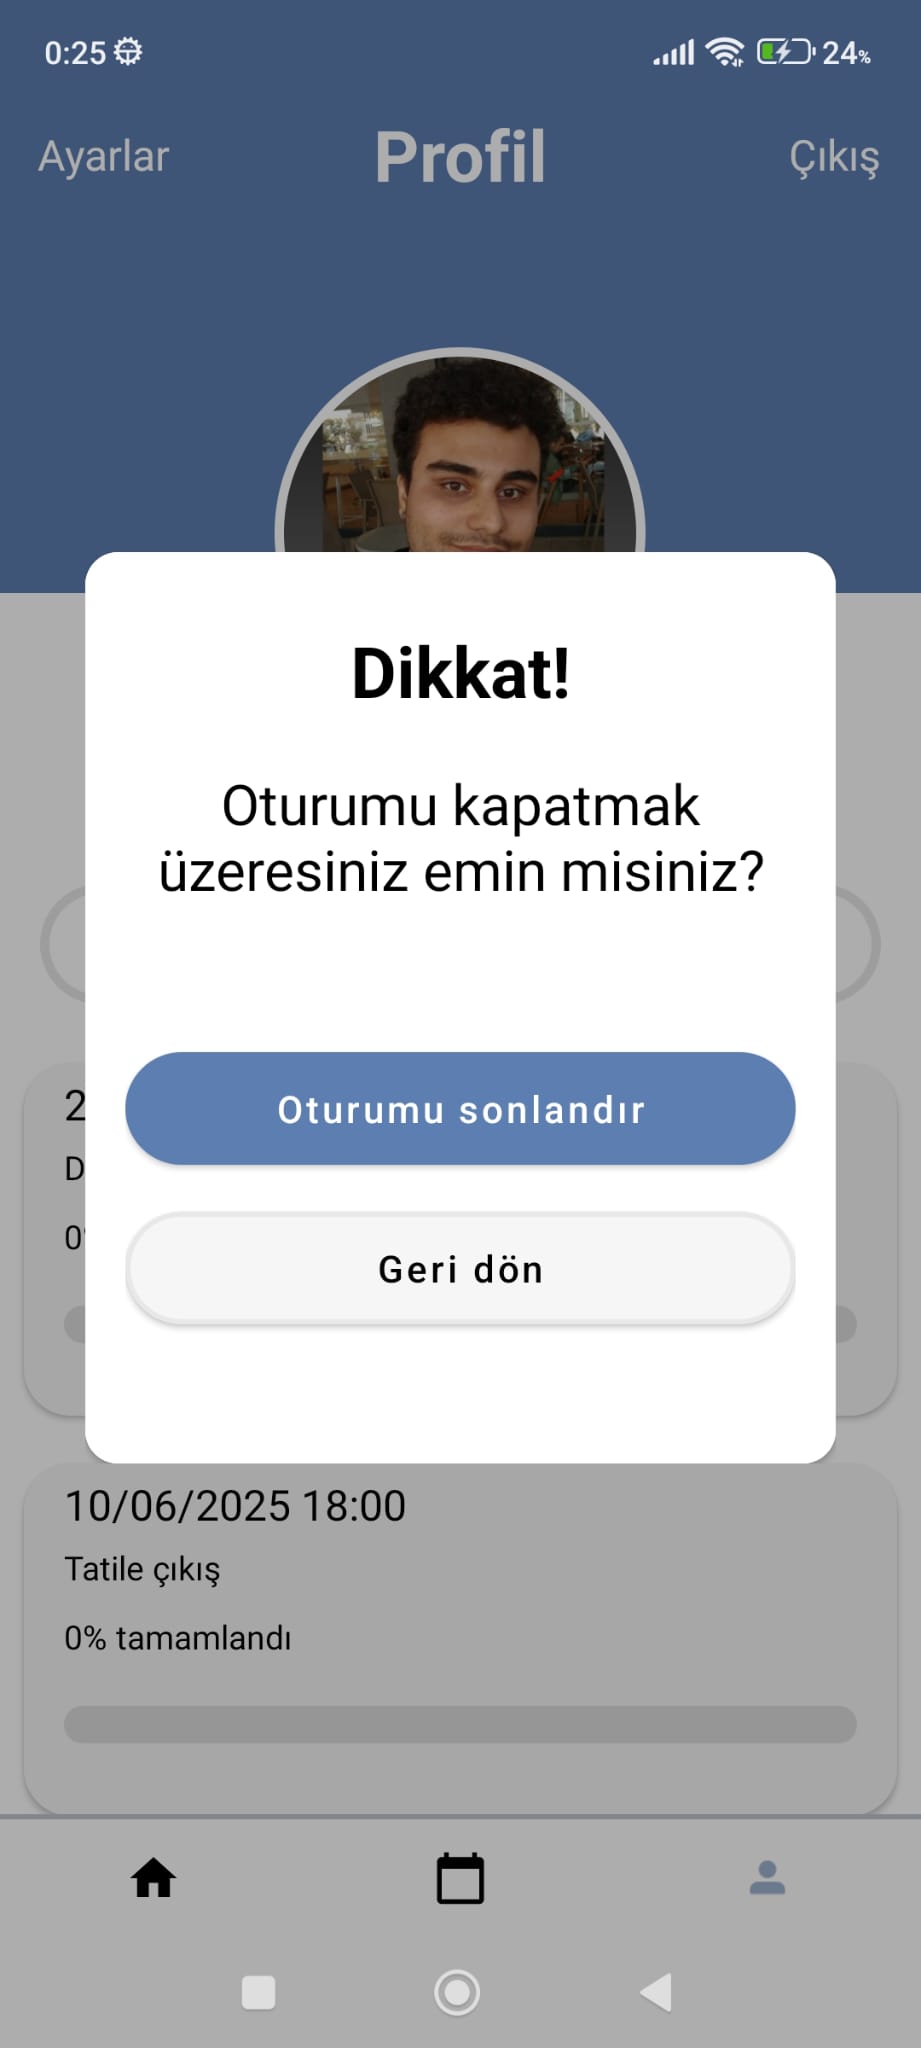 0:25 24%
Ayarlar Profil Çıkış
Dikkat!
Oturumu kapatmak
üzeresiniz emin misiniz?
2
Oturumu sonlandır
D
0
Geri dön
10/06/2025 18:00
Tatile çıkış
0% tamamlandı